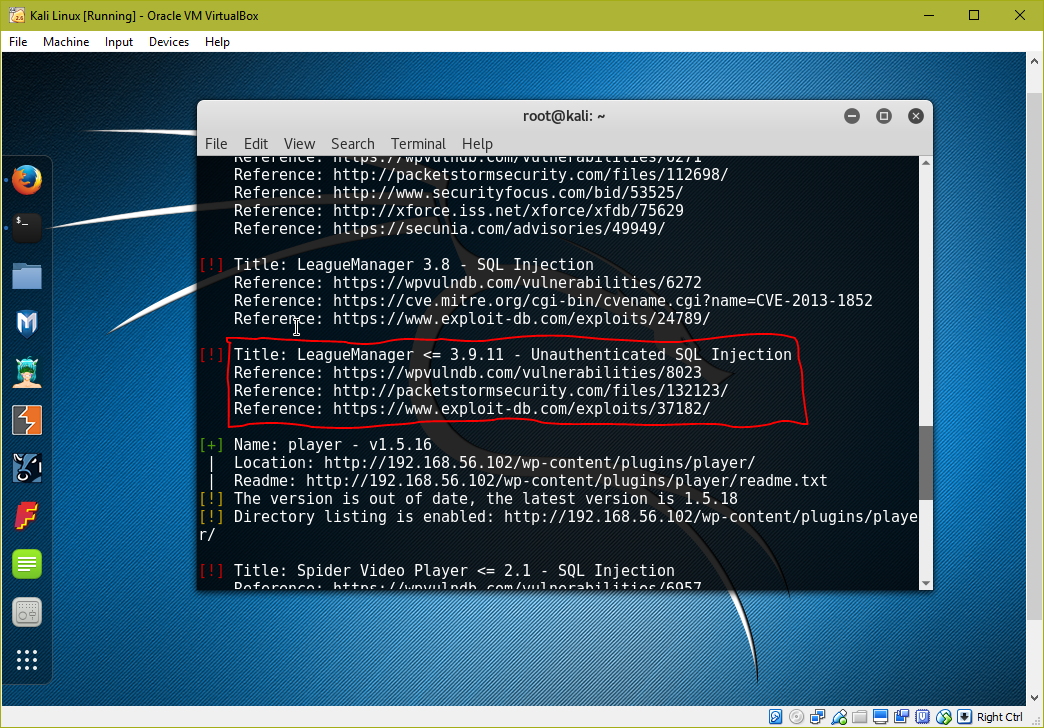 Kali Linux [Running] - Oracle VM VirtualBox
File Machine Input Devices Help
root@kali: ~
File Edit View Search Terminal Help
Reference: https://wpvulndb.com/vulnerabilities/6271
Reference: http://packetstormsecurity.com/files/112698/
Reference: http://www.securityfocus.com/bid/53525/
Reference: http://xforce.iss.net/xforce/xfdb/75629
Reference: https://secunia.com/advisories/49949/
[!] Title: LeagueManager 3.8 - SQL Injection
Reference: https://wpvulndb.com/vulnerabilities/6272
Reference: https://cve.mitre.org/cgi-bin/cvename.cgi?name=CVE-2013-1852
Reference: https://www.exploit-db.com/exploits/24789/
[!] Title: LeagueManager <= 3.9.11 - Unauthenticated SQL Injection
Reference: https://wpvulndb.com/vulnerabilities/8023
Reference: http://packetstormsecurity.com/files/132123/
Reference: https://www.exploit-db.com/exploits/37182/
[+] Name: player - v1.5.16
| Location: http://192.168.56.102/wp-content/plugins/player/
| Readme: http://192.168.56.102/wp-content/plugins/player/readme.txt
[!] The version is out of date, the latest version is 1.5.18
[!] Directory listing is enabled: http://192.168.56.102/wp-content/plugins/playe
r/
[!] Title: Spider Video Player <= 2.1 - SQL Injection
Reference: https://wpvulndb.com/vulnerabilities/6957
Right Ctrl